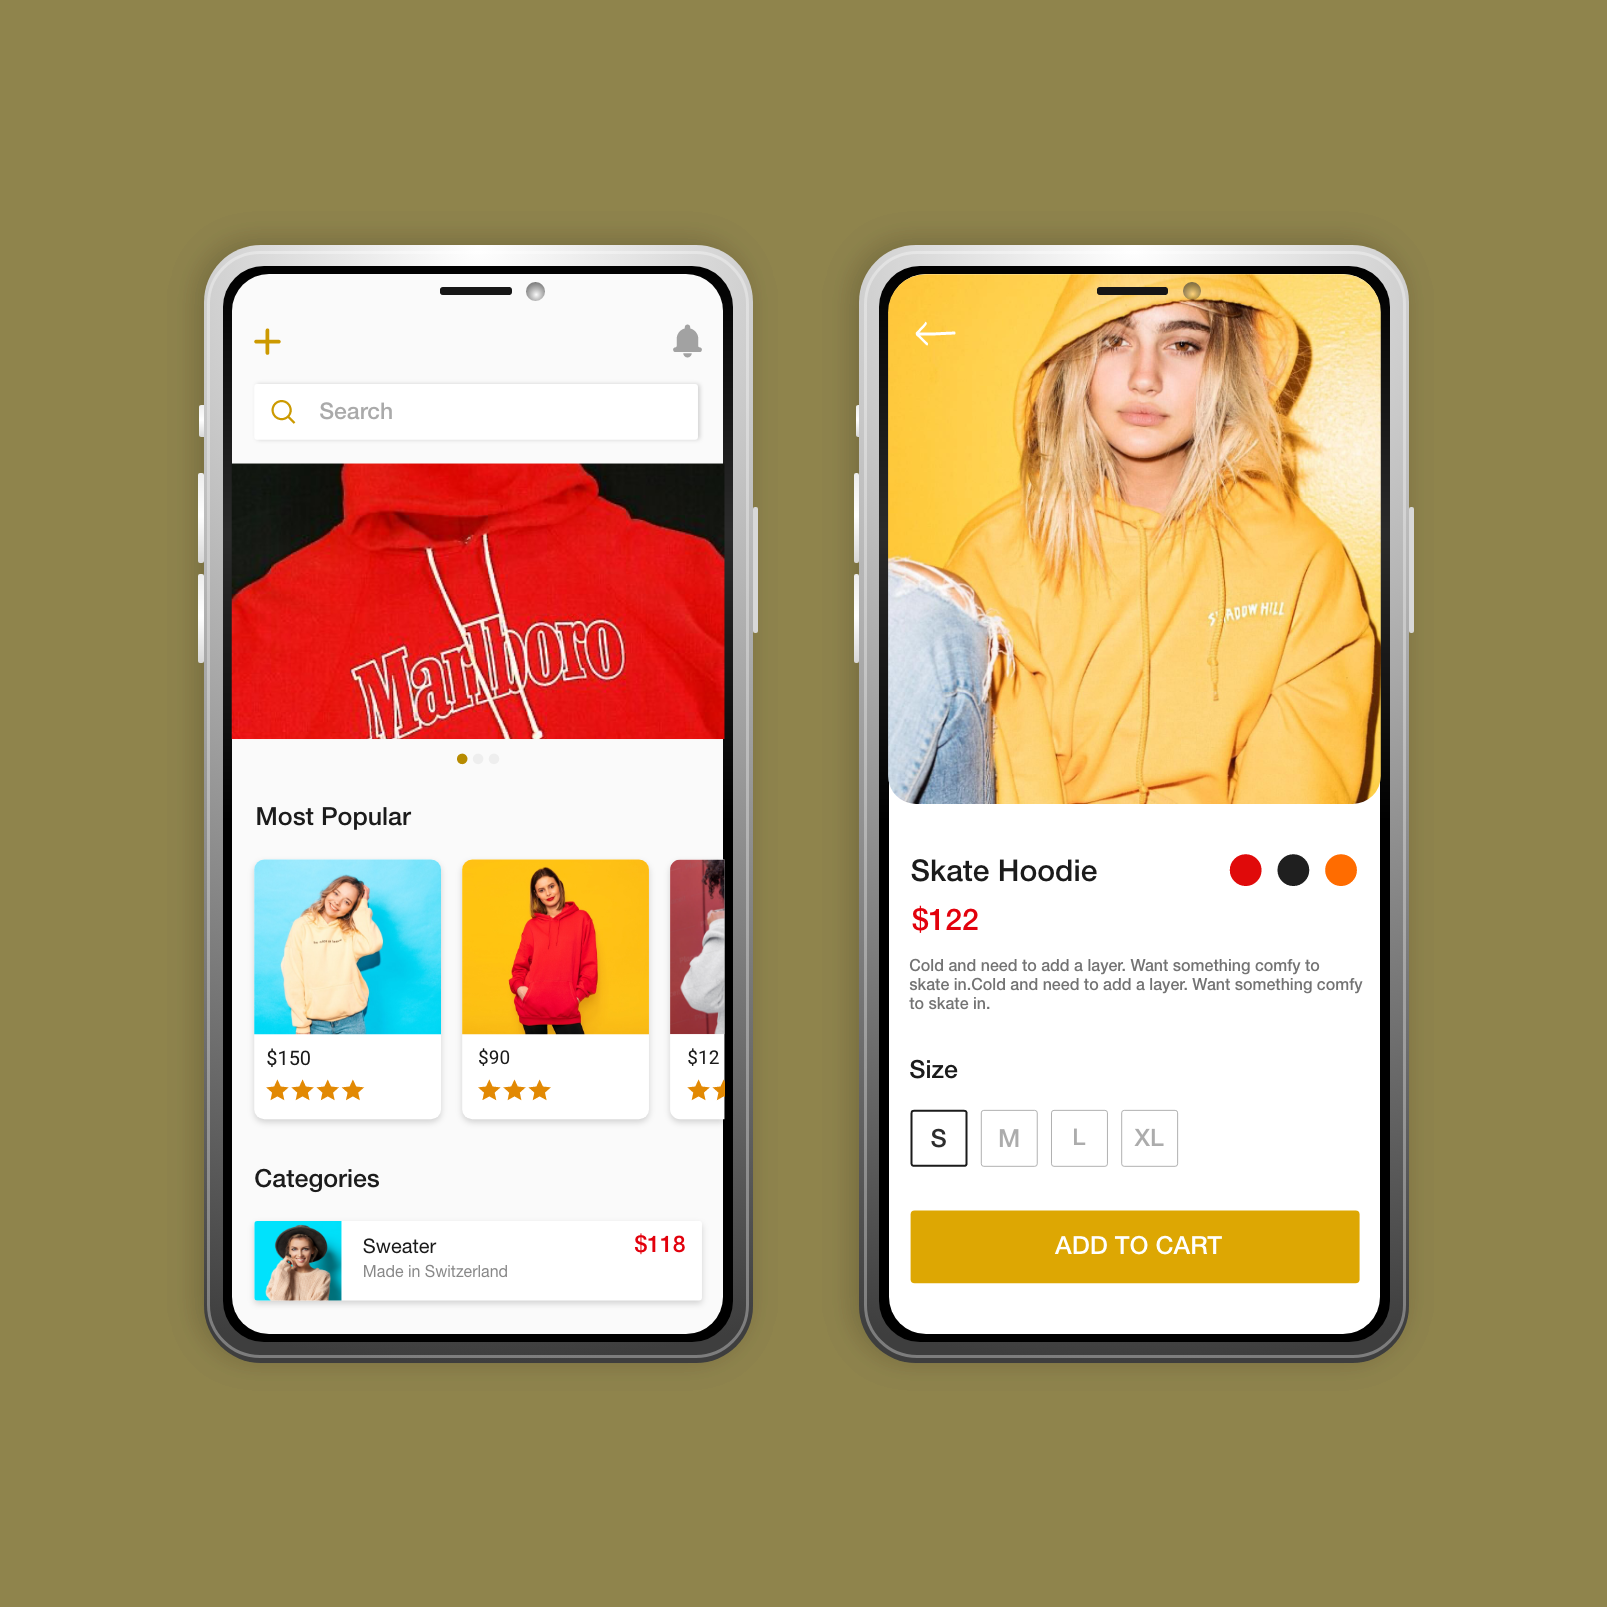 Search
Marlboro
Most Popular
$150
$90
$12
Categories
Sweater
$118
Made in Switzerland
SHADOW HILL
Skate Hoodie
$122
Cold and need to add a layer. Want something comfy to
skate in.Cold and need to add a layer. Want something comfy
to skate in.
Size
S
M
L
XL
ADD TO CART